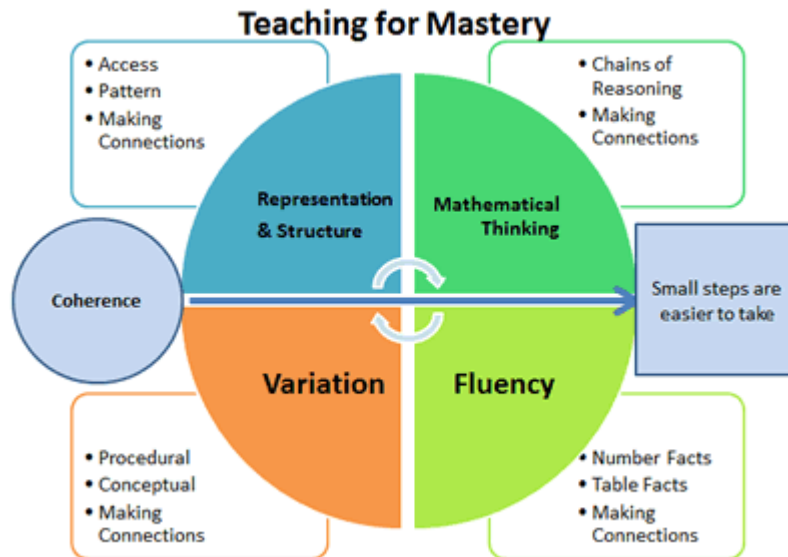 Teaching for Mastery
• Access
• Pattern
• Making
Connections
• Chains of
Reasoning
• Making
Connections
Representation
& Structure
Mathematical
Thinking
Coherence
Small steps are
easier to take
Variation
Fluency
• Procedural
• Conceptual
• Making
Connections
• Number Facts
• Table Facts
• Making
Connections